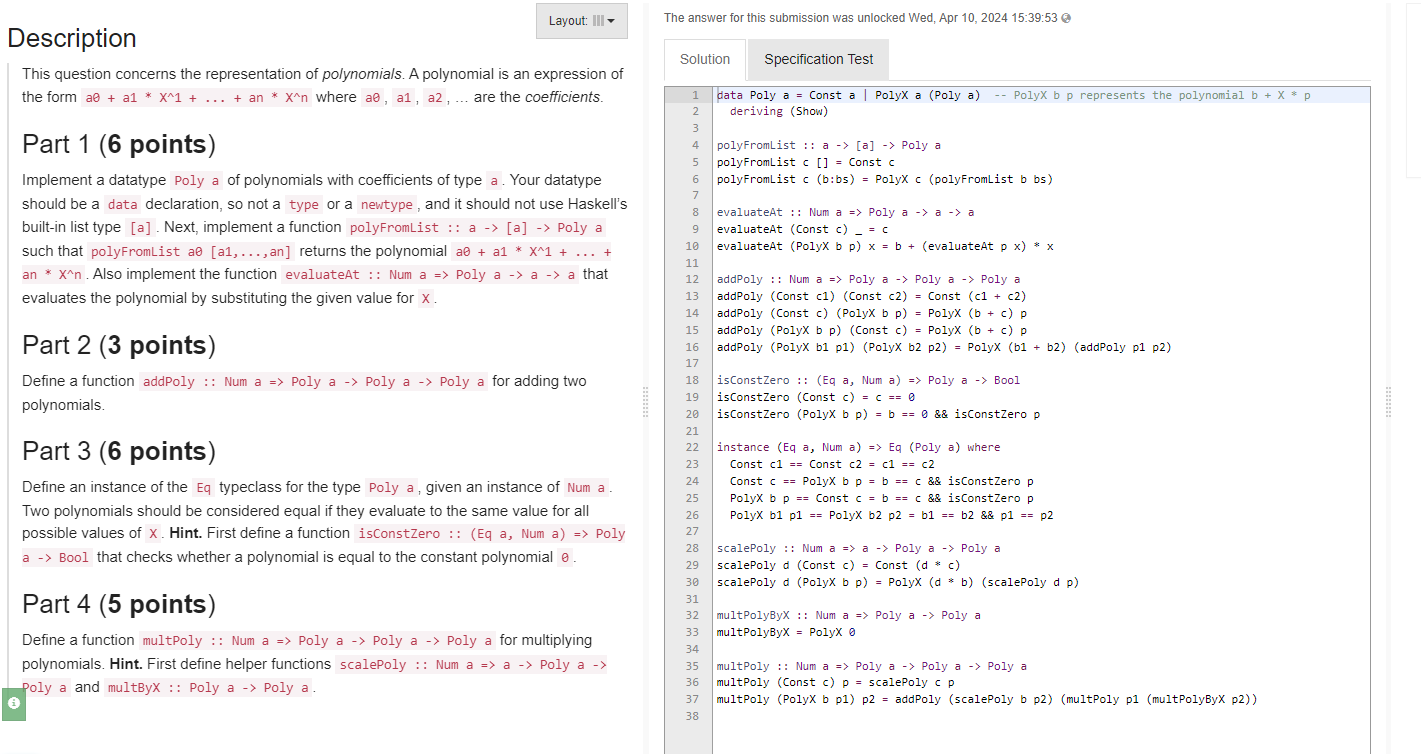 Layout:
Description
This question concerns the representation of polynomials. A polynomial is an expression of
the form a0 + a1 * X^1 + ... + an * X^n where a0, a1, a2, … are the coefficients.
Part 1 (6 points)
Implement a datatype Poly a of polynomials with coefficients of type a. Your datatype
should be a data declaration, so not a type or a newtype, and it should not use Haskell’s
built-in list type [a]. Next, implement a function polyFromList :: a -> [a] -> Poly a
such that polyFromList a0 [a1,...,an] returns the polynomial a0 + a1 * X^1 + ... +
an * X^n. Also implement the function evaluateAt :: Num a => Poly a -> a -> a that
evaluates the polynomial by substituting the given value for X.
Part 2 (3 points)
Define a function addPoly :: Num a => Poly a -> Poly a -> Poly a for adding two
polynomials.
Part 3 (6 points)
Define an instance of the Eq typeclass for the type Poly a, given an instance of Num a.
Two polynomials should be considered equal if they evaluate to the same value for all
possible values of X. Hint. First define a function isConstZero :: (Eq a, Num a) => Poly
a -> Bool that checks whether a polynomial is equal to the constant polynomial 0.
Part 4 (5 points)
Define a function multPoly :: Num a => Poly a -> Poly a -> Poly a for multiplying
polynomials. Hint. First define helper functions scalePoly :: Num a => a -> Poly a ->
Poly a and multByX :: Poly a -> Poly a.
The answer for this submission was unlocked Wed, Apr 10, 2024 15:39:53
Solution
Specification Test
1 data Poly a = Const a | PolyX a (Poly a)  -- PolyX b p represents the polynomial b + X * p
2   deriving (Show)
3
4 polyFromList :: a -> [a] -> Poly a
5 polyFromList c [] = Const c
6 polyFromList c (b:bs) = PolyX c (polyFromList b bs)
7
8 evaluateAt :: Num a => Poly a -> a -> a
9 evaluateAt (Const c) _ = c
10 evaluateAt (PolyX b p) x = b + (evaluateAt p x) * x
11
12 addPoly :: Num a => Poly a -> Poly a -> Poly a
13 addPoly (Const c1) (Const c2) = Const (c1 + c2)
14 addPoly (Const c) (PolyX b p) = PolyX (b + c) p
15 addPoly (PolyX b p) (Const c) = PolyX (b + c) p
16 addPoly (PolyX b1 p1) (PolyX b2 p2) = PolyX (b1 + b2) (addPoly p1 p2)
17
18 isConstZero :: (Eq a, Num a) => Poly a -> Bool
19 isConstZero (Const c) = c == 0
20 isConstZero (PolyX b p) = b == 0 && isConstZero p
21
22 instance (Eq a, Num a) => Eq (Poly a) where
23   Const c1 == Const c2 = c1 == c2
24   Const c == PolyX b p = b == c && isConstZero p
25   PolyX b p == Const c = b == c && isConstZero p
26   PolyX b1 p1 == PolyX b2 p2 = b1 == b2 && p1 == p2
27
28 scalePoly :: Num a => a -> Poly a -> Poly a
29 scalePoly d (Const c) = Const (d * c)
30 scalePoly d (PolyX b p) = PolyX (d * b) (scalePoly d p)
31
32 multPolyByX :: Num a => Poly a -> Poly a
33 multPolyByX = PolyX 0
34
35 multPoly :: Num a => Poly a -> Poly a -> Poly a
36 multPoly (Const c) p = scalePoly c p
37 multPoly (PolyX b p1) p2 = addPoly (scalePoly b p2) (multPoly p1 (multPolyByX p2))
38